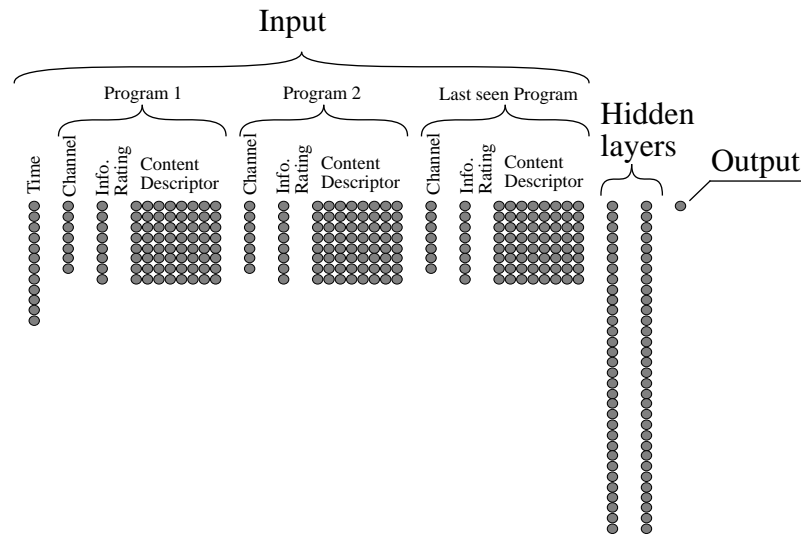 Input
Program 1
Program 2
Last seen Program
Hidden
layers
Output
Time
Channel
Info.
Rating
Content
Descriptor
Channel
Info.
Rating
Content
Descriptor
Channel
Info.
Rating
Content
Descriptor